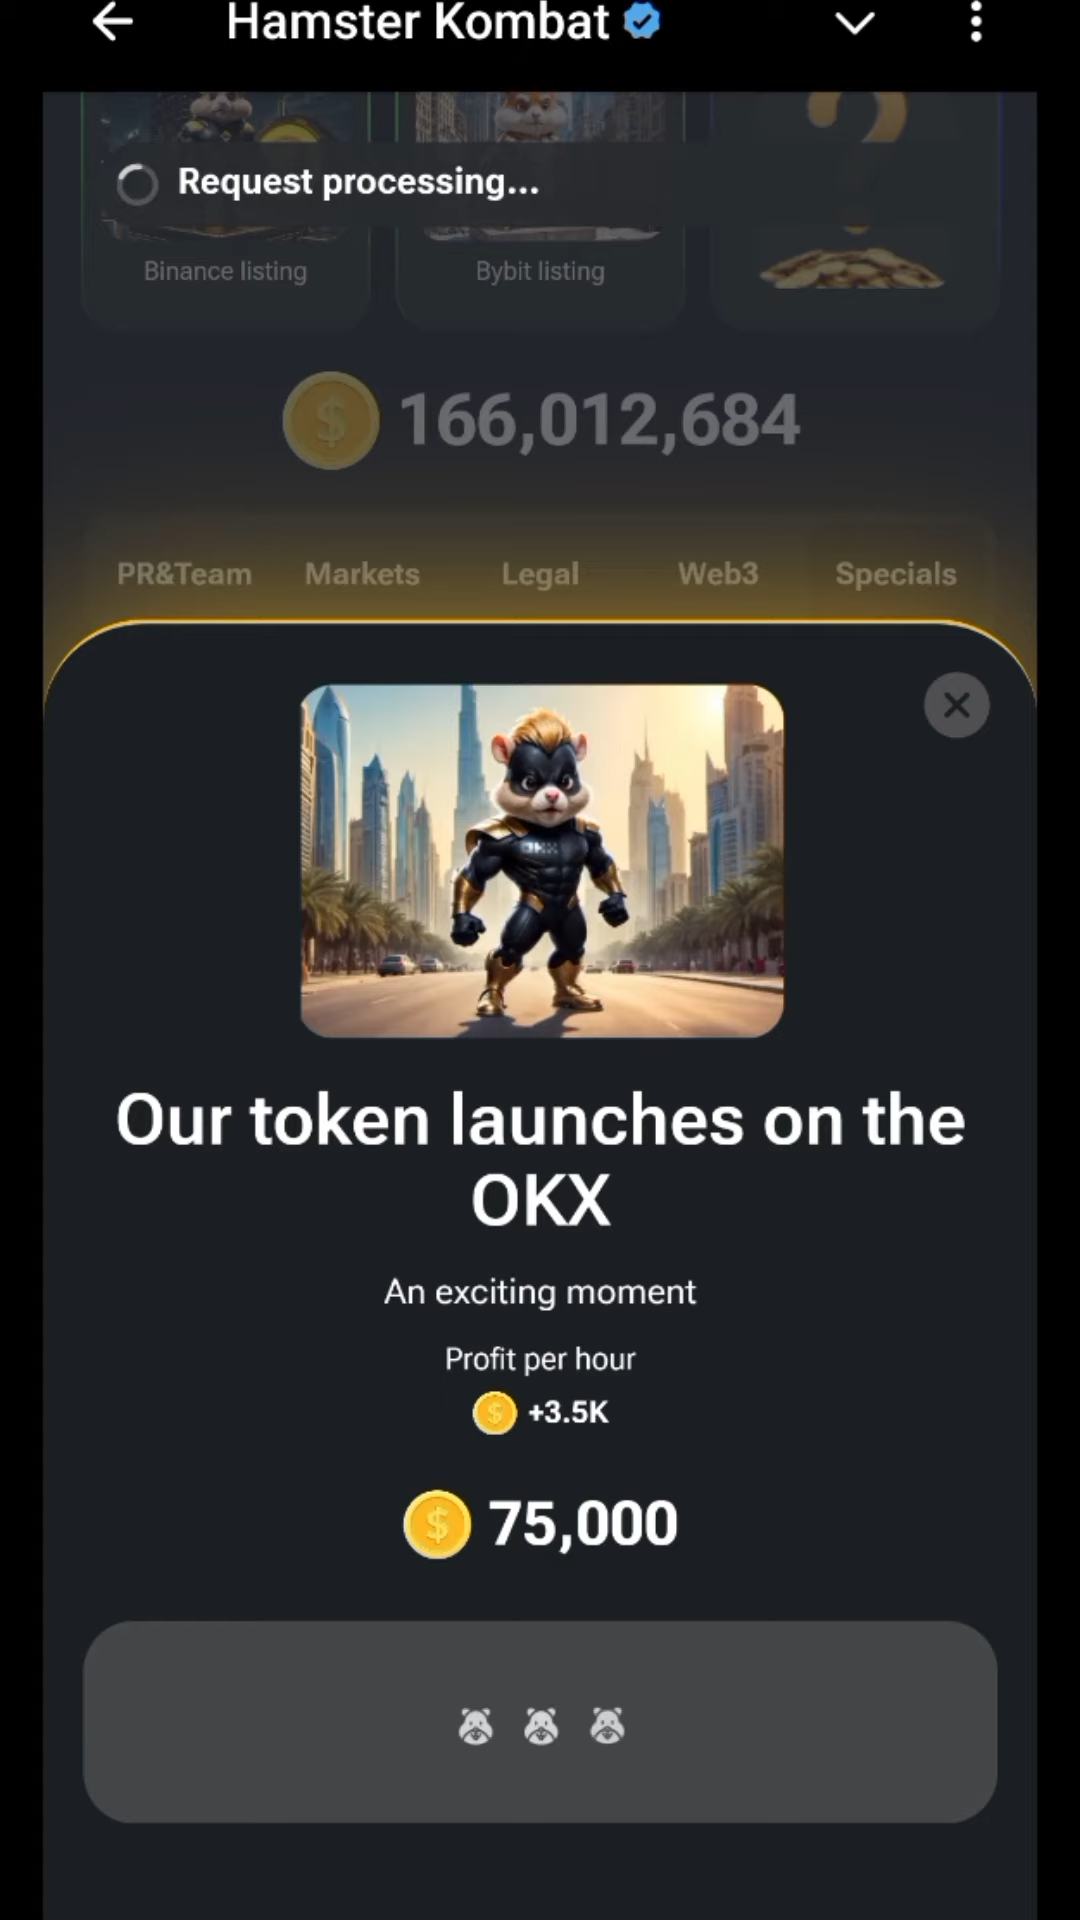 Hamster Kombat
Request processing...
Binance listing
Bybit listing
166,012,684
PR&Team
Markets
Legal
Web3
Specials
OKX
Our token launches on the
OKX
An exciting moment
Profit per hour
+3.5K
75,000